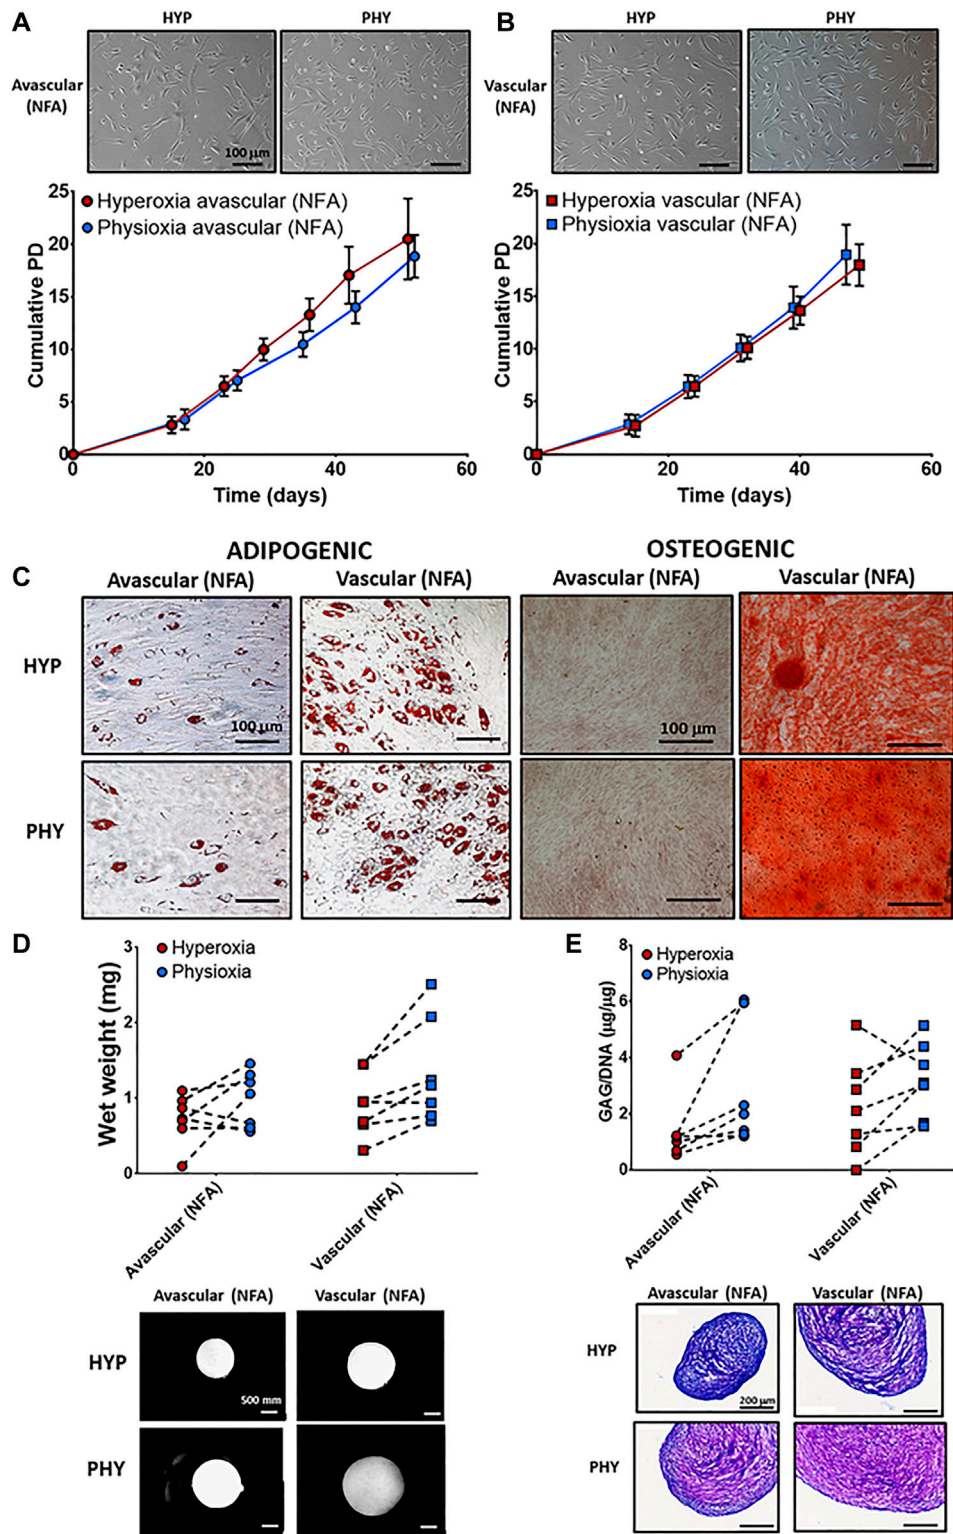 A
HYP
PHY
Avascular
(NFA)
100 µm
B
HYP
PHY
Vascular
(NFA)
25
20
15
10
5
0
Cumulative PD
Hyperoxia avascular (NFA)
Physioxia avascular (NFA)
0
20
40
60
Time (days)
25
20
15
10
5
0
Cumulative PD
Hyperoxia vascular (NFA)
Physioxia vascular (NFA)
0
20
40
60
Time (days)
C
ADIPOGENIC
OSTEOGENIC
Avascular (NFA)
Vascular (NFA)
Avascular (NFA)
Vascular (NFA)
HYP
100 µm
100 µm
PHY
D
3
2
1
0
Wet weight (mg)
Hyperoxia
Physioxia
Avascular (NFA)
Vascular (NFA)
Avascular (NFA)
Vascular (NFA)
HYP
500 mm
PHY
E
8
6
4
2
0
GAG/DNA (µg/µg)
Hyperoxia
Physioxia
Avascular (NFA)
Vascular (NFA)
Avascular (NFA)
Vascular (NFA)
HYP
200 µm
PHY